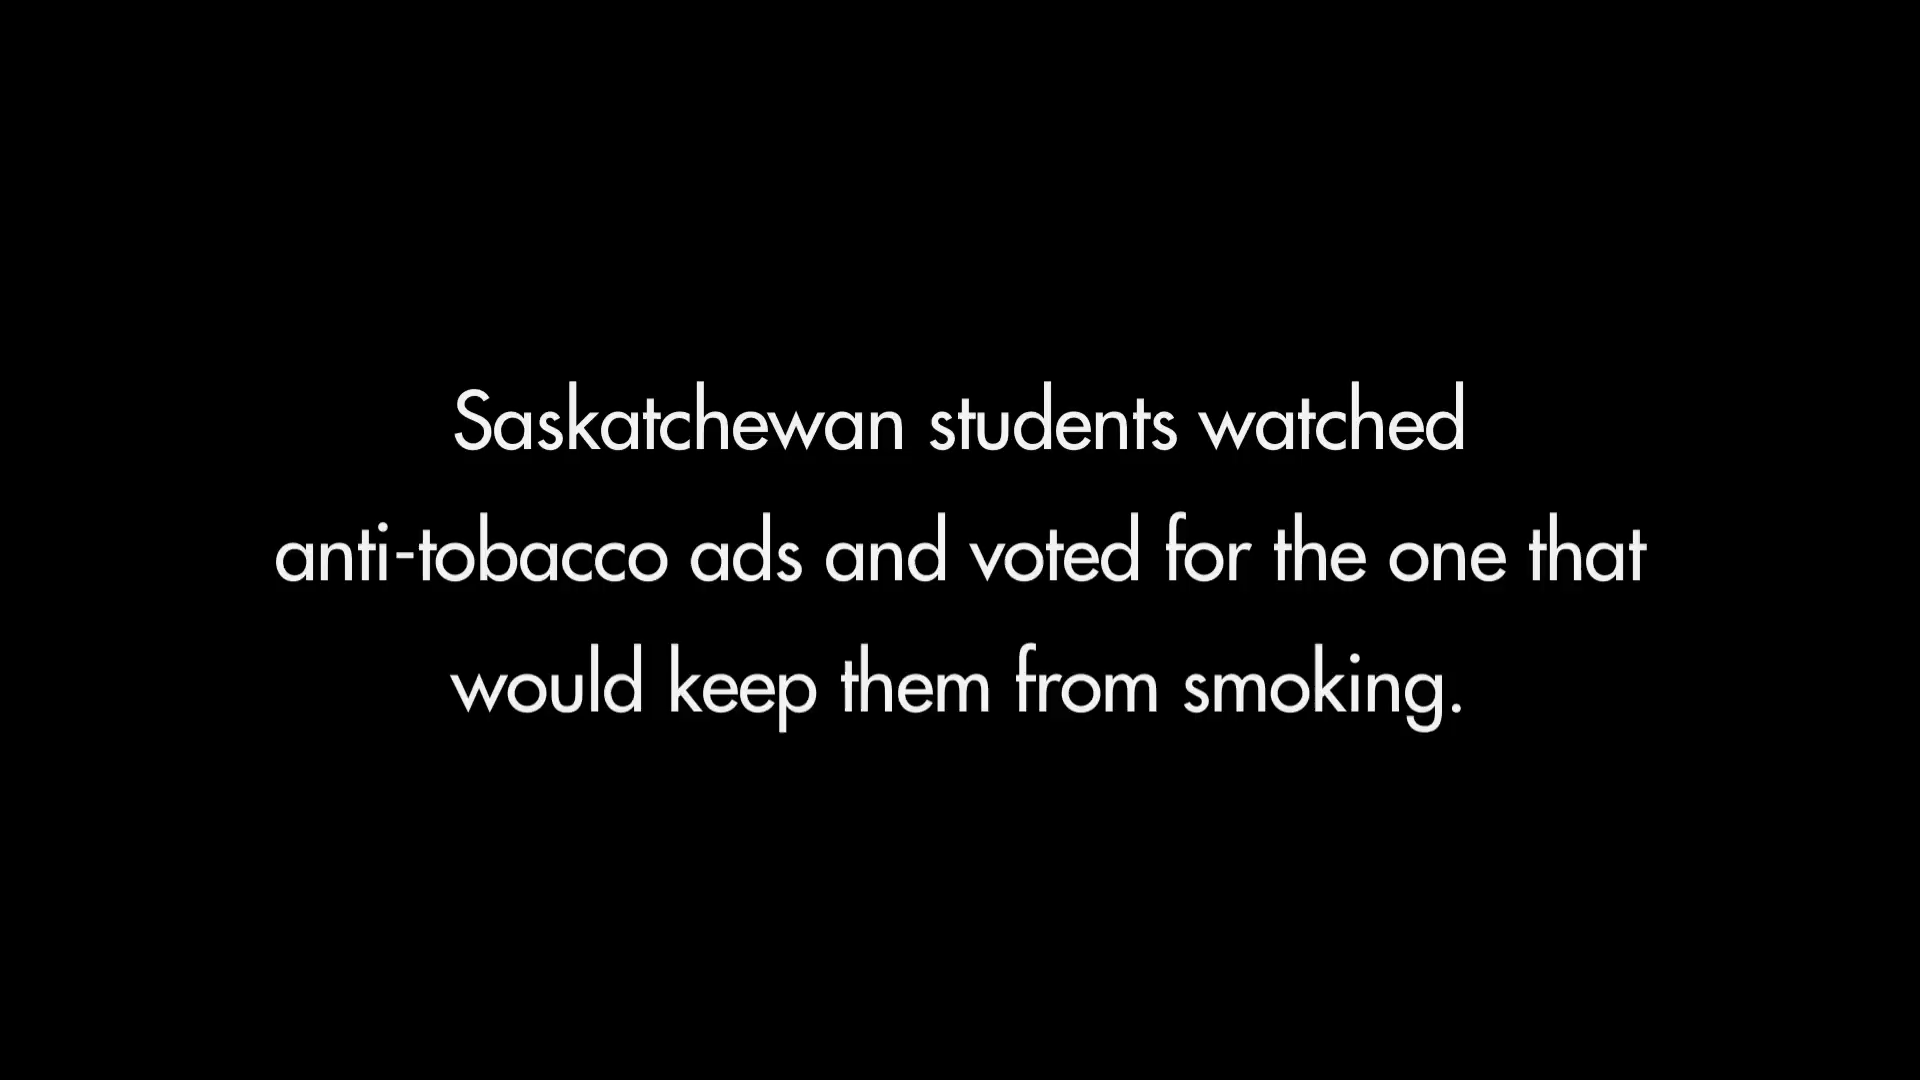 Saskatchewan students watched
anti-tobacco ads and voted for the one that
would keep them from smoking.